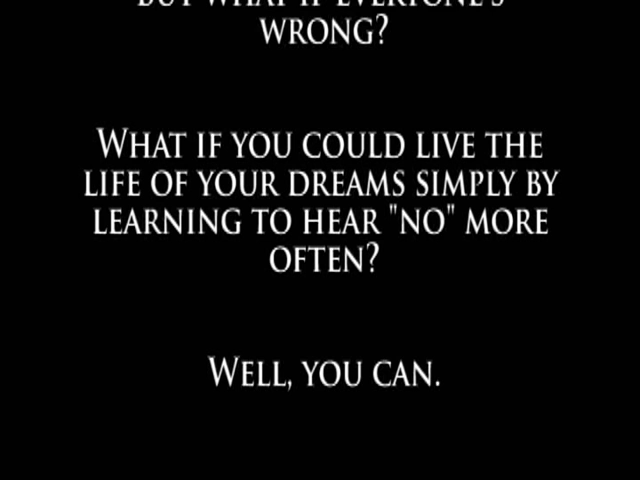 BUT WHAT IF EVERYONE'S
WRONG?
WHAT IF YOU COULD LIVE THE
LIFE OF YOUR DREAMS SIMPLY BY
LEARNING TO HEAR "NO" MORE
OFTEN?
WELL, YOU CAN.